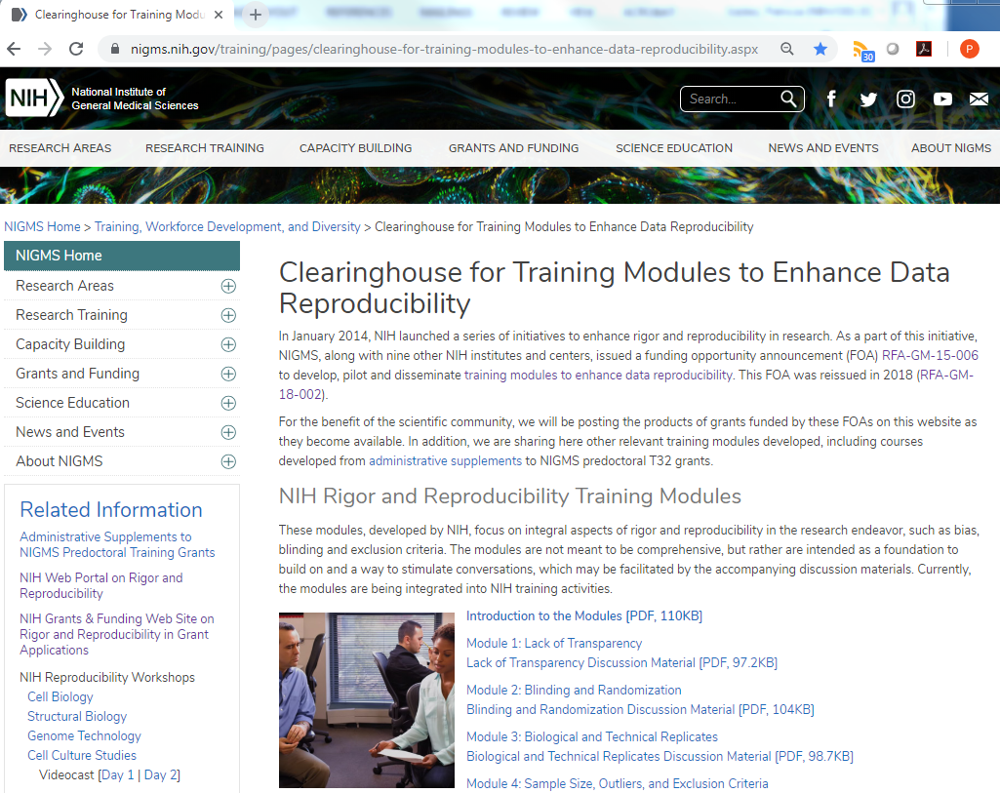 Clearinghouse for Training Modu
nigms.nih.gov/training/pages/clearinghouse-for-training-modules-to-enhance-data-reproducibility.aspx
30
P
NIH
National Institute of
General Medical Sciences
Search...
RESEARCH AREAS RESEARCH TRAINING CAPACITY BUILDING GRANTS AND FUNDING SCIENCE EDUCATION NEWS AND EVENTS ABOUT NIGMS
NIGMS Home > Training, Workforce Development, and Diversity > Clearinghouse for Training Modules to Enhance Data Reproducibility
NIGMS Home
Research Areas
Research Training
Capacity Building
Grants and Funding
Science Education
News and Events
About NIGMS
Related Information
Administrative Supplements to
NIGMS Predoctoral Training Grants
NIH Web Portal on Rigor and
Reproducibility
NIH Grants & Funding Web Site on
Rigor and Reproducibility in Grant
Applications
NIH Reproducibility Workshops
Cell Biology
Structural Biology
Genome Technology
Cell Culture Studies
Videocast [Day 1 | Day 2]
Clearinghouse for Training Modules to Enhance Data
Reproducibility
In January 2014, NIH launched a series of initiatives to enhance rigor and reproducibility in research. As a part of this initiative,
NIGMS, along with nine other NIH institutes and centers, issued a funding opportunity announcement (FOA) RFA-GM-15-006
to develop, pilot and disseminate training modules to enhance data reproducibility. This FOA was reissued in 2018 (RFA-GM-
18-002).
For the benefit of the scientific community, we will be posting the products of grants funded by these FOAs on this website as
they become available. In addition, we are sharing here other relevant training modules developed, including courses
developed from administrative supplements to NIGMS predoctoral T32 grants.
NIH Rigor and Reproducibility Training Modules
These modules, developed by NIH, focus on integral aspects of rigor and reproducibility in the research endeavor, such as bias,
blinding and exclusion criteria. The modules are not meant to be comprehensive, but rather are intended as a foundation to
build on and a way to stimulate conversations, which may be facilitated by the accompanying discussion materials. Currently,
the modules are being integrated into NIH training activities.
Introduction to the Modules [PDF, 110KB]
Module 1: Lack of Transparency
Lack of Transparency Discussion Material [PDF, 97.2KB]
Module 2: Blinding and Randomization
Blinding and Randomization Discussion Material [PDF, 104KB]
Module 3: Biological and Technical Replicates
Biological and Technical Replicates Discussion Material [PDF, 98.7KB]
Module 4: Sample Size, Outliers, and Exclusion Criteria